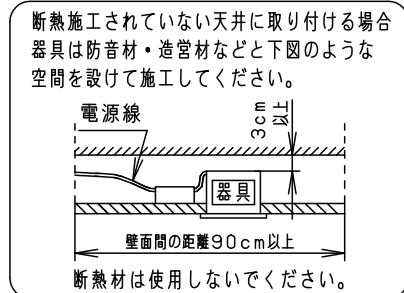 断熱施工されていない天井に取り付ける場合
器具は防音材・造営材などと下図のような
空間を設けて施工してください。
電源線
3cm
以上
器具
壁面間の距離90cm以上
断熱材は使用しないでください。